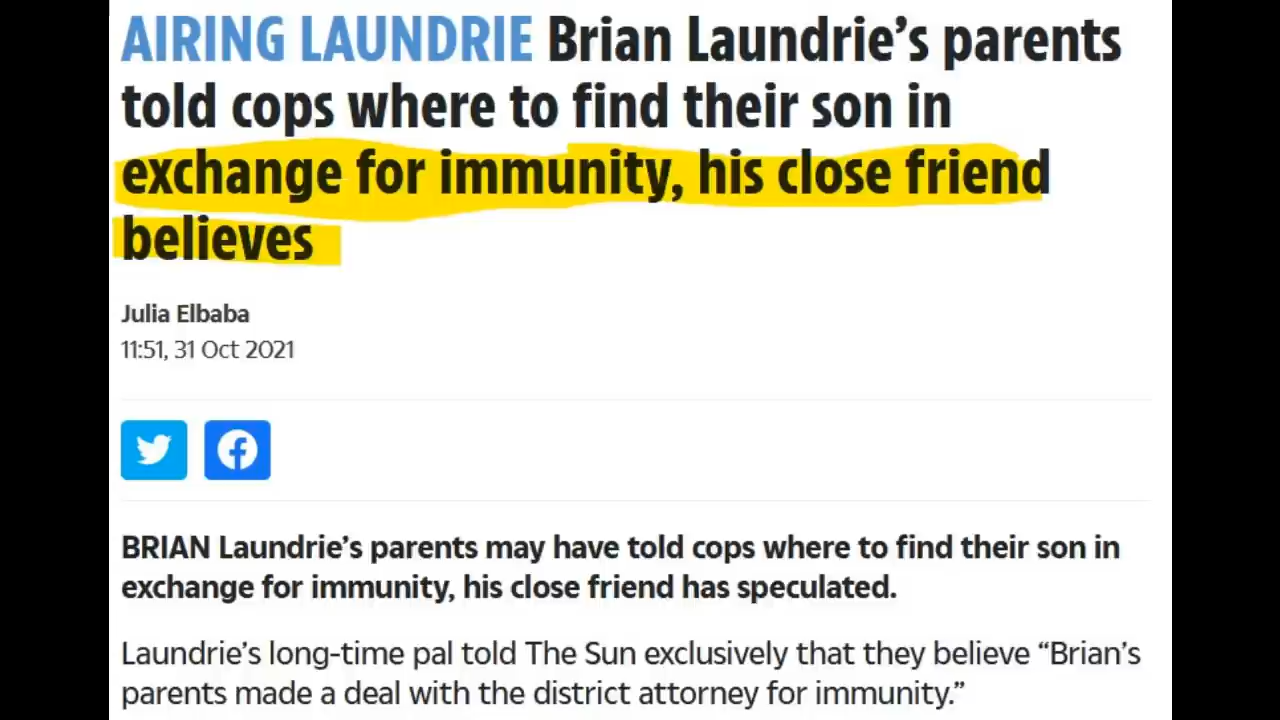 AIRING LAUNDRIE Brian Laundrie’s parents
told cops where to find their son in
exchange for immunity, his close friend
believes
Julia Elbaba
11:51, 31 Oct 2021
BRIAN Laundrie’s parents may have told cops where to find their son in
exchange for immunity, his close friend has speculated.
Laundrie’s long-time pal told The Sun exclusively that they believe “Brian’s
parents made a deal with the district attorney for immunity.”